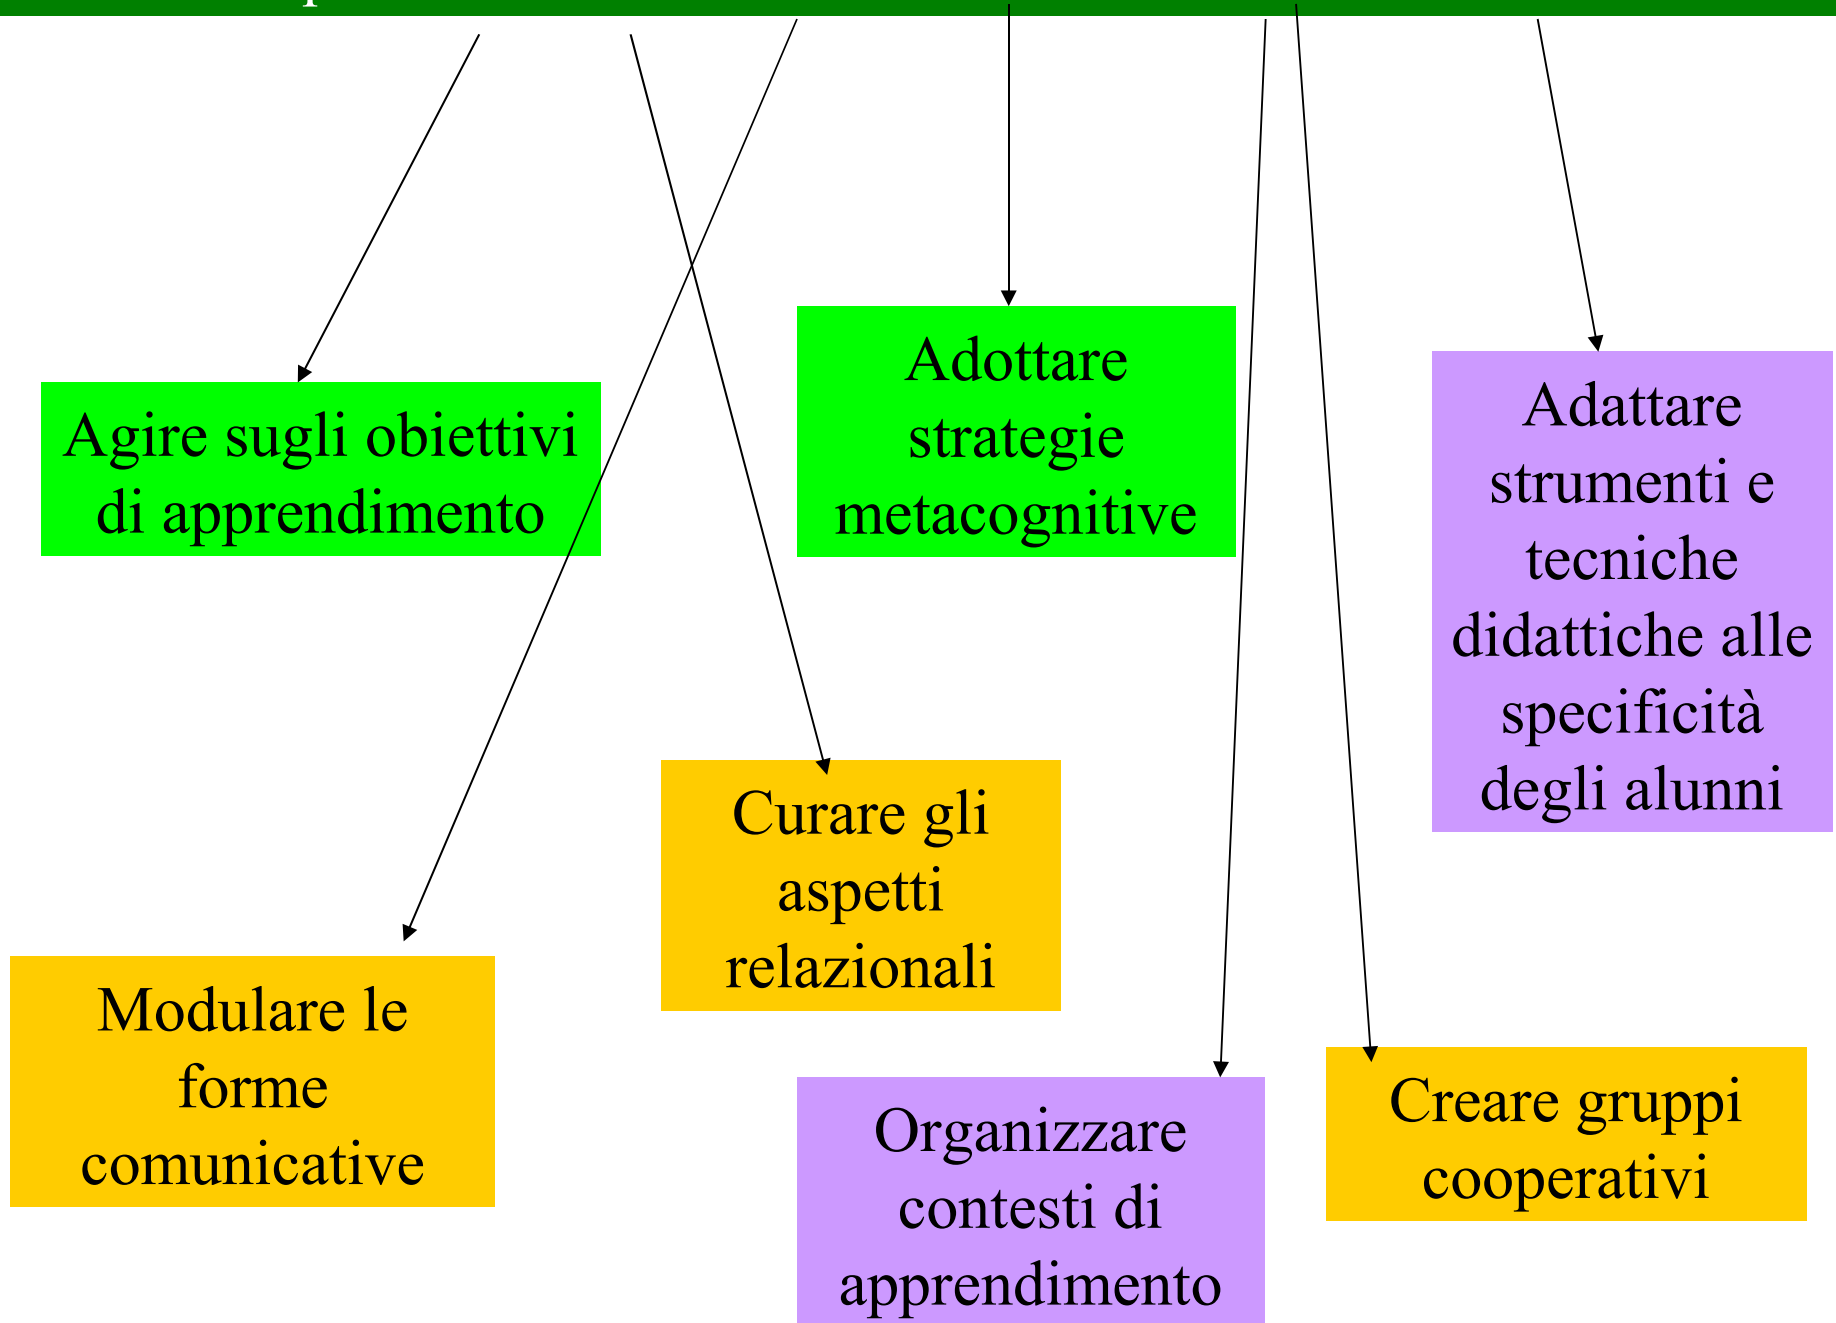 Agire sugli obiettivi
di apprendimento
Adottare
strategie
metacognitive
Adattare
strumenti e
tecniche
didattiche alle
specificità
degli alunni
Curare gli
aspetti
relazionali
Modulare le
forme
comunicative
Organizzare
contesti di
apprendimento
Creare gruppi
cooperativi